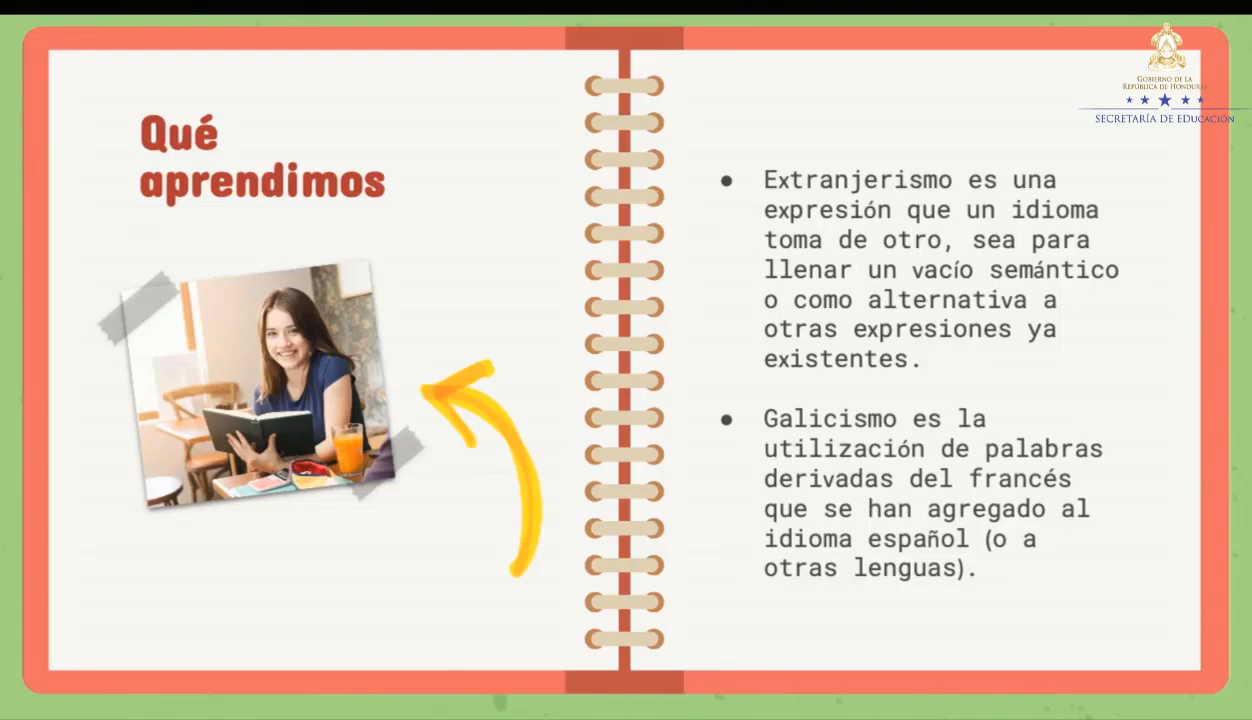 Qué
aprendimos
GOBIERNO DE LA
REPÚBLICA DE HONDURAS
SECRETARÍA DE EDUCACIÓN
● Extranjerismo es una
expresión que un idioma
toma de otro, sea para
llenar un vacío semántico
o como alternativa a
otras expresiones ya
existentes.
● Galicismo es la
utilización de palabras
derivadas del francés
que se han agregado al
idioma español (o a
otras lenguas).